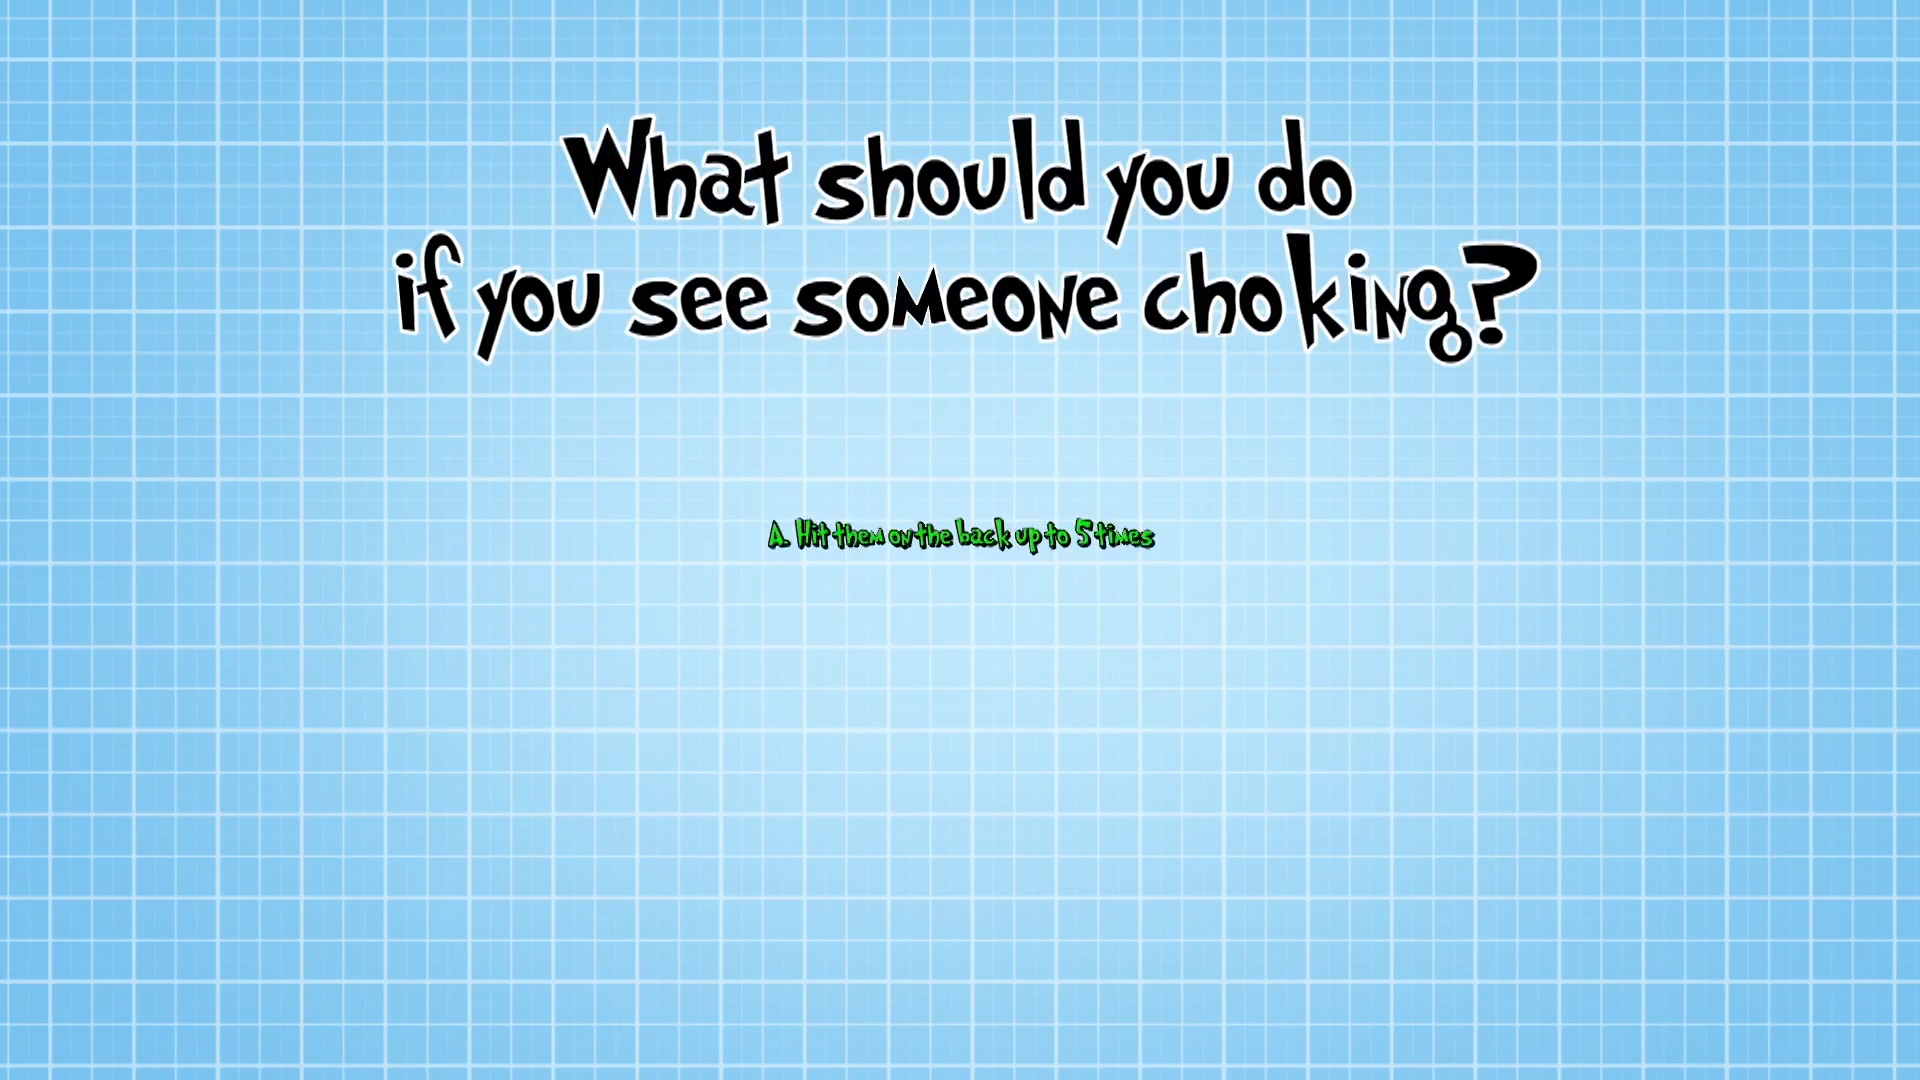 What should you do
if you see someone choking?
A. Hit them on the back up to 5 times